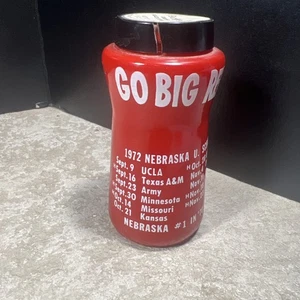 GO BIG RE
1972 NEBRASKA U.
Sept. 9 UCLA
Sept. 16 Texas A&M
Sept. 23 Army
Sept. 30 Minnesota
Oct. 14 Missouri
Oct. 21 Kansas
NEBRASKA #1 IN